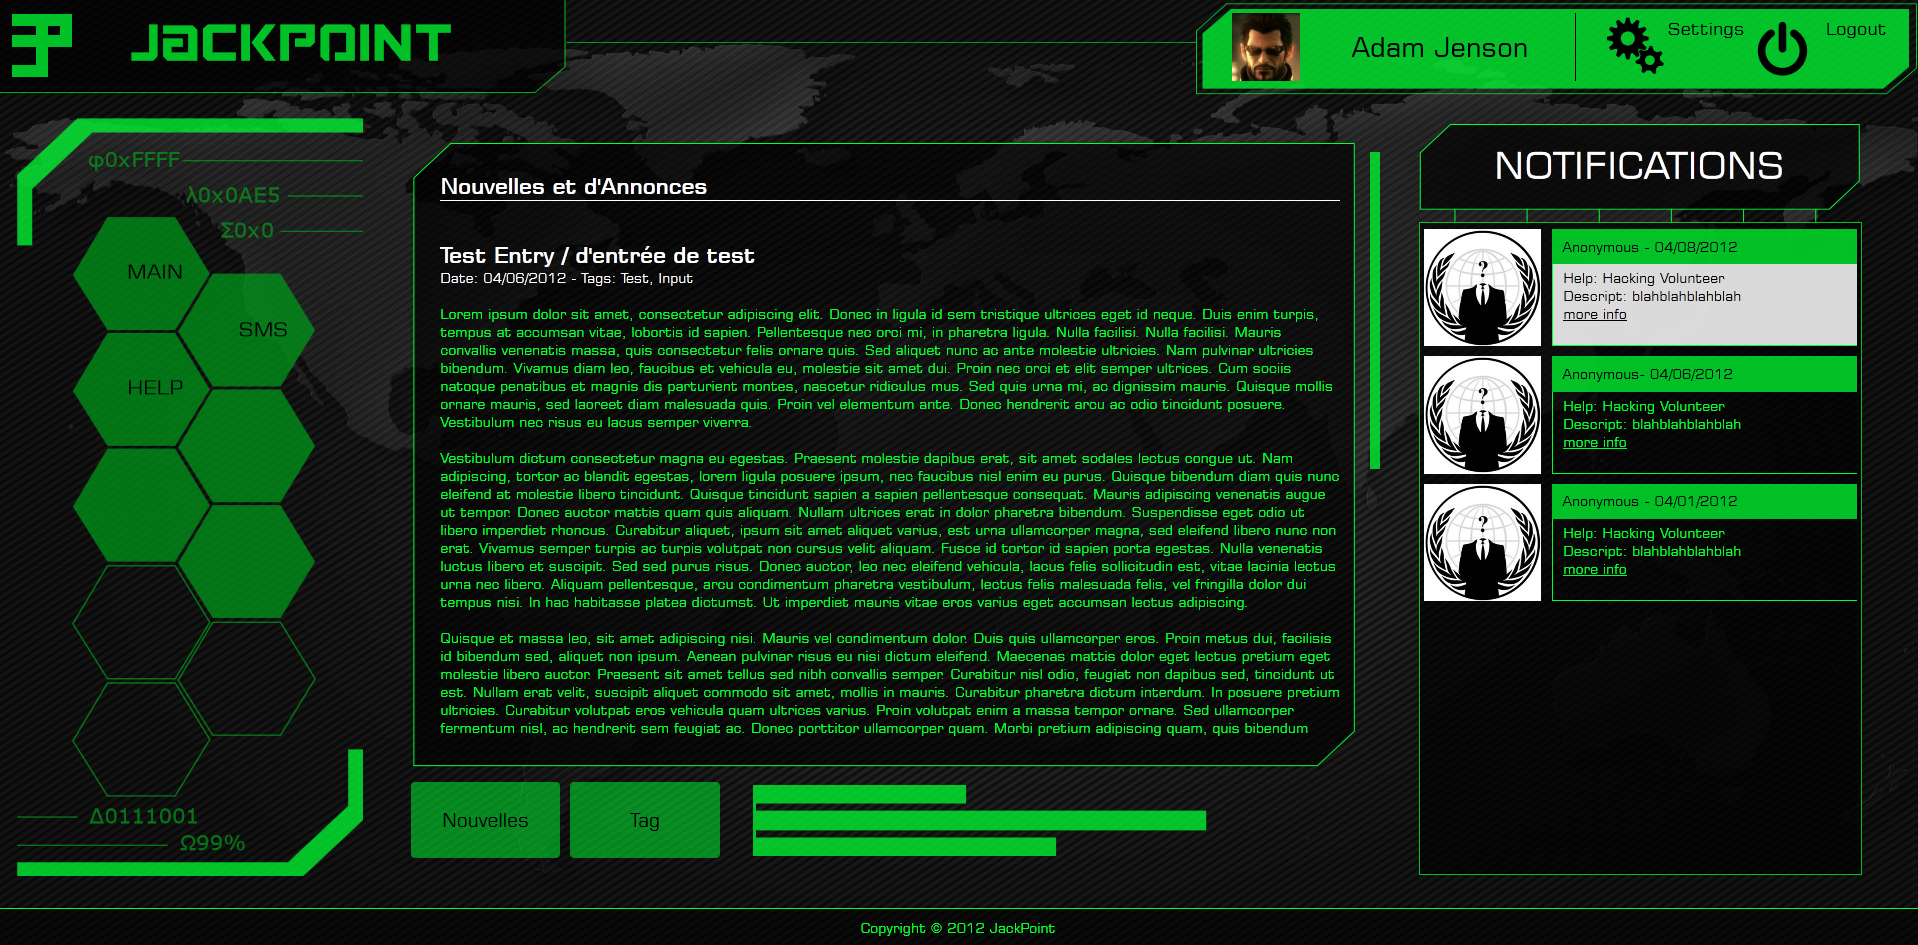 JACKPOINT
Adam Jenson
Settings
Logout
φ0xFFFF
λ0x0AE5
Σ0x0
MAIN
SMS
HELP
Δ0111001
Ω99%
Nouvelles et d'Annonces
Test Entry / d'entrée de test
Date: 04/06/2012 - Tags: Test, Input
Lorem ipsum dolor sit amet, consectetur adipiscing elit. Donec in ligula id sem tristique ultrices eget id neque. Duis enim turpis,
tempus at accumsan vitae, lobortis id sapien. Pellentesque nec orci mi, in pharetra ligula. Nulla facilisi. Nulla facilisi. Mauris
convallis venenatis massa, quis consectetur felis ornare quis. Sed aliquet nunc ac ante molestie ultricies. Nam pulvinar ultricies
bibendum. Vivamus diam leo, faucibus et vehicula eu, molestie sit amet dui. Proin nec orci et elit semper ultrices. Cum sociis
natoque penatibus et magnis dis parturient montes, nascetur ridiculus mus. Sed quis urna mi, ac dignissim mauris. Quisque mollis
ornare mauris, sed laoreet diam malesuada quis. Proin vel elementum ante. Donec hendrerit arcu ac odio tincidunt posuere.
Vestibulum nec risus eu lacus semper viverra.
Vestibulum dictum consectetur magna eu egestas. Praesent molestie dapibus erat, sit amet sodales lectus congue ut. Nam
adipiscing, tortor ac blandit egestas, lorem ligula posuere ipsum, nec faucibus nisl enim eu purus. Quisque bibendum diam quis nunc
eleifend at molestie libero tincidunt. Quisque tincidunt sapien a sapien pellentesque consequat. Mauris adipiscing venenatis augue
ut tempor. Donec auctor mattis quam quis aliquam. Nullam ultrices erat in dolor pharetra bibendum. Suspendisse eget odio ut
libero imperdiet rhoncus. Curabitur aliquet, ipsum sit amet aliquet varius, est urna ullamcorper magna, sed eleifend libero nunc non
erat. Vivamus semper turpis ac turpis volutpat non cursus velit aliquam. Fusce id tortor id sapien porta egestas. Nulla venenatis
luctus libero et suscipit. Sed sed purus risus. Donec auctor, leo nec eleifend vehicula, lacus felis sollicitudin est, vitae lacinia lectus
urna nec libero. Aliquam pellentesque, arcu condimentum pharetra vestibulum, lectus felis malesuada felis, vel fringilla dolor dui
tempus nisi. In hac habitasse platea dictumst. Ut imperdiet mauris vitae eros varius eget accumsan lectus adipiscing.
Quisque et massa leo, sit amet adipiscing nisi. Mauris vel condimentum dolor. Duis quis ullamcorper eros. Proin metus dui, facilisis
id bibendum sed, aliquet non ipsum. Aenean pulvinar risus eu nisi dictum eleifend. Maecenas mattis dolor eget lectus pretium eget
molestie libero auctor. Praesent sit amet tellus sed nibh convallis semper. Curabitur nisl odio, feugiat non dapibus sed, tincidunt ut
est. Nullam erat velit, suscipit aliquet commodo sit amet, mollis in mauris. Curabitur pharetra dictum interdum. In posuere pretium
ultricies. Curabitur volutpat eros vehicula quam ultrices varius. Proin volutpat enim a massa tempor ornare. Sed ullamcorper
fermentum nisl, ac hendrerit sem feugiat ac. Donec porttitor ullamcorper quam. Morbi pretium adipiscing quam, quis bibendum
Nouvelles
Tag
NOTIFICATIONS
?
Anonymous - 04/08/2012
Help: Hacking Volunteer
Descript: blahblahblahblah
more info
?
Anonymous- 04/06/2012
Help: Hacking Volunteer
Descript: blahblahblahblah
more info
?
Anonymous - 04/01/2012
Help: Hacking Volunteer
Descript: blahblahblahblah
more info
Copyright © 2012 JackPoint